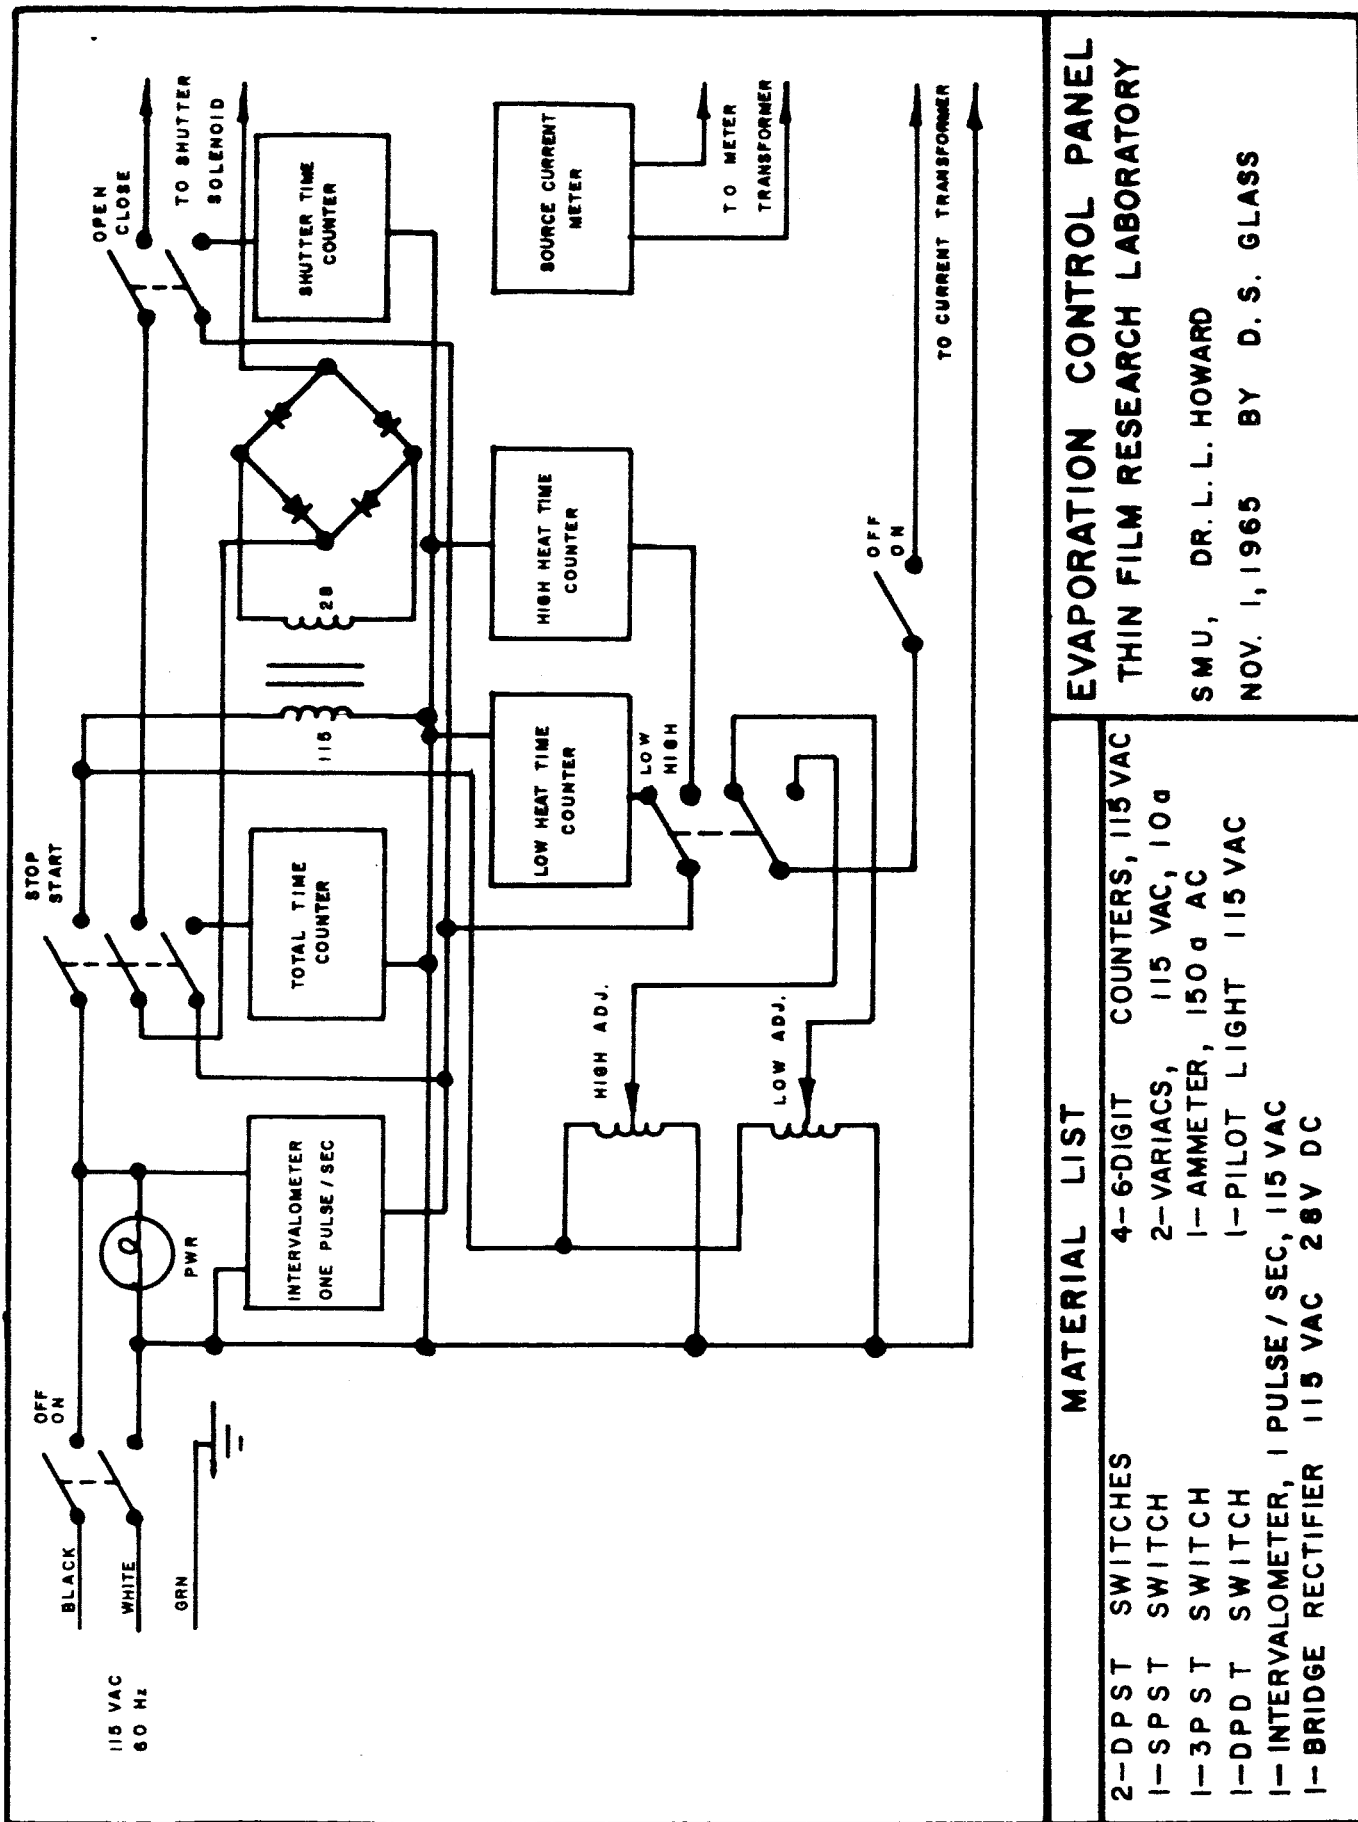 115 VAC
60 Hz
BLACK
WHITE
GRN
OFF
ON
PWR
INTERVALOMETER
ONE PULSE / SEC
STOP
START
TOTAL TIME
COUNTER
115
28
OPEN
CLOSE
TO SHUTTER
SOLENOID
SHUTTER TIME
COUNTER
HIGH ADJ.
LOW ADJ.
LOW HEAT TIME
COUNTER
LOW
HIGH
HIGH HEAT TIME
COUNTER
SOURCE CURRENT
METER
TO METER
TRANSFORMER
OFF
ON
TO CURRENT TRANSFORMER
MATERIAL LIST
2-DPST SWITCHES
1-SPST SWITCH
1-3PST SWITCH
1-DPDT SWITCH
1-INTERVALOMETER, 1 PULSE / SEC, 115 VAC
1-BRIDGE RECTIFIER 115 VAC 28V DC
4-6-DIGIT COUNTERS, 115 VAC
2-VARIACS, 115 VAC, 10a
1-AMMETER, 150a AC
1-PILOT LIGHT 115 VAC
EVAPORATION CONTROL PANEL
THIN FILM RESEARCH LABORATORY
SMU, DR. L. L. HOWARD
NOV. 1, 1965 BY D. S. GLASS